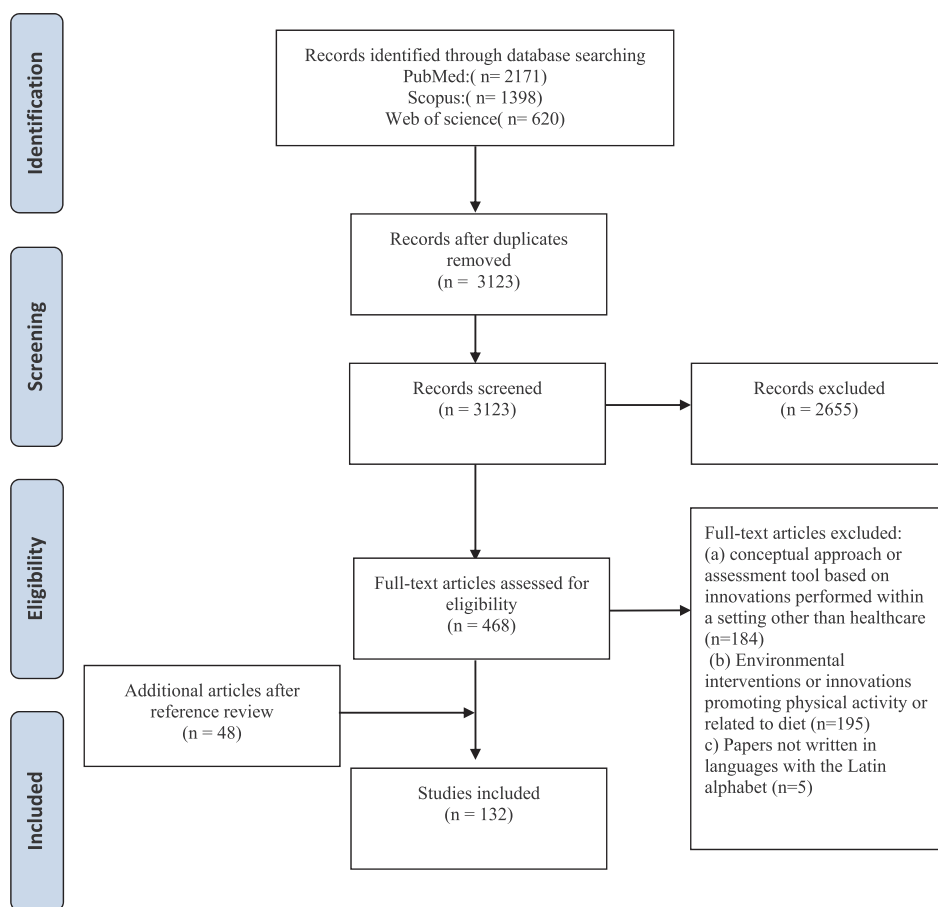 Identification
Records identified through database searching
PubMed:( n= 2171)
Scopus:( n= 1398)
Web of science( n= 620)
Records after duplicates
removed
(n =  3123)
Screening
Records screened
(n = 3123)
Records excluded
(n = 2655)
Eligibility
Full-text articles assessed for
eligibility
(n = 468)
Full-text articles excluded:
(a) conceptual approach or
assessment tool based on
innovations performed within
a setting other than healthcare
(n=184)
(b) Environmental
interventions or innovations
promoting physical activity or
related to diet (n=195)
c) Papers not written in
languages with the Latin
alphabet (n=5)
Additional articles after
reference review
(n = 48)
Included
Studies included
(n = 132)